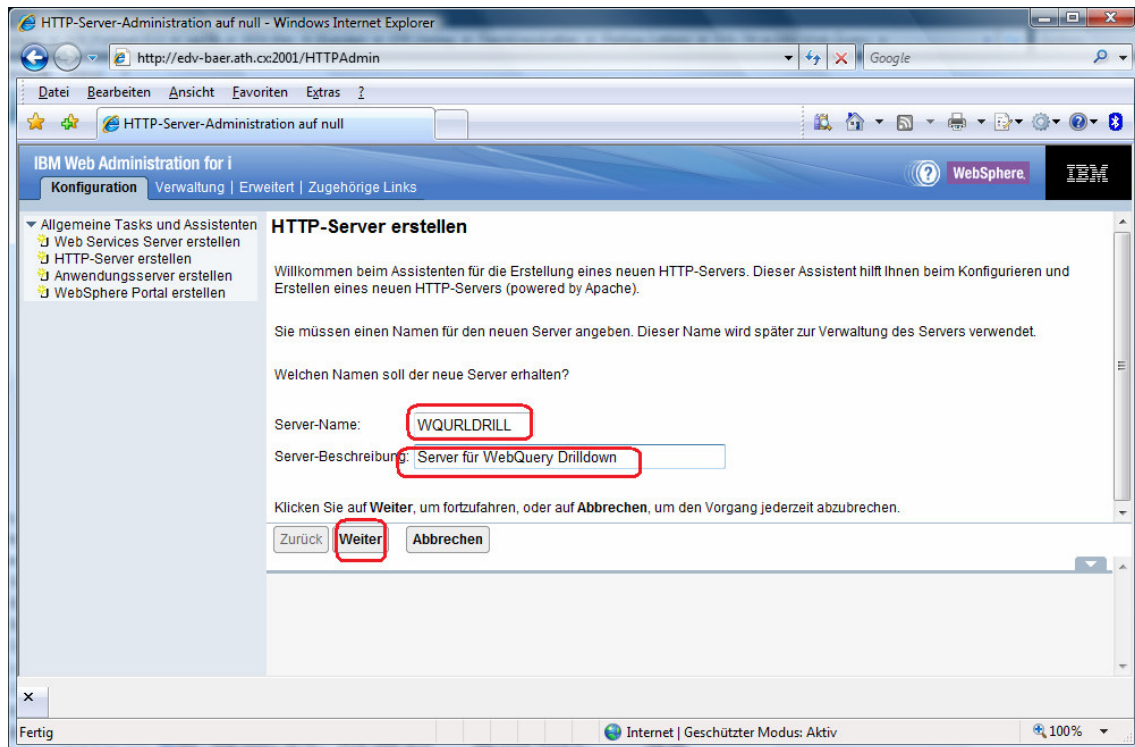 HTTP-Server-Administration auf null - Windows Internet Explorer
http://edv-baer.ath.cx:2001/HTTPAdmin
Google
Datei Bearbeiten Ansicht Favoriten Extras ?
HTTP-Server-Administration auf null
IBM Web Administration for i
Konfiguration Verwaltung | Erweitert | Zugehörige Links
WebSphere.
IBM
Allgemeine Tasks und Assistenten
Web Services Server erstellen
HTTP-Server erstellen
Anwendungsserver erstellen
WebSphere Portal erstellen
HTTP-Server erstellen
Willkommen beim Assistenten für die Erstellung eines neuen HTTP-Servers. Dieser Assistent hilft Ihnen beim Konfigurieren und
Erstellen eines neuen HTTP-Servers (powered by Apache).
Sie müssen einen Namen für den neuen Server angeben. Dieser Name wird später zur Verwaltung des Servers verwendet.
Welchen Namen soll der neue Server erhalten?
Server-Name: WQURLDRILL
Server-Beschreibung: Server für WebQuery Drilldown
Klicken Sie auf Weiter, um fortzufahren, oder auf Abbrechen, um den Vorgang jederzeit abzubrechen.
Zurück Weiter Abbrechen
Fertig
Internet | Geschützter Modus: Aktiv
100%